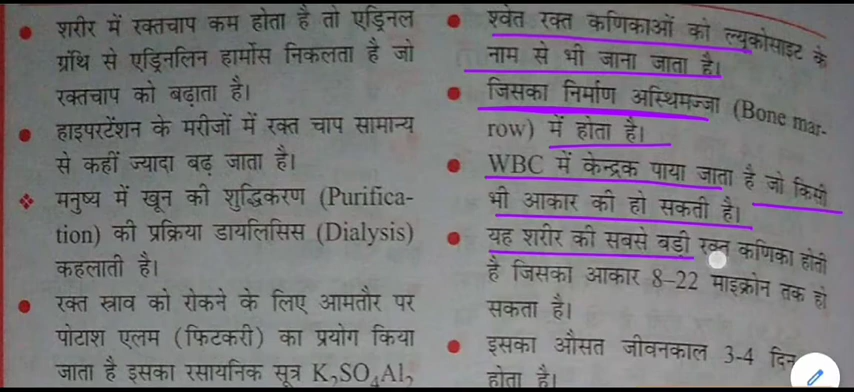 शरीर में रक्तचाप कम होता है तो एड्रिनल
ग्रंथि से एड्रिनलिन हार्मोस निकलता है जो
रक्तचाप को बढ़ाता है।
हाइपरटेंशन के मरीजों में रक्त चाप सामान्य
से कहीं ज्यादा बढ़ जाता है।
मनुष्य में खून की शुद्धिकरण (Purifica-
tion) की प्रक्रिया डायलिसिस (Dialysis)
कहलाती है।
रक्त स्त्राव को रोकने के लिए आमतौर पर
पोटाश एलम (फिटकरी) का प्रयोग किया
जाता है इसका रसायनिक सूत्र K₂SO₄Al₂
श्वेत रक्त कणिकाओं को ल्यूकोसाइट के
नाम से भी जाना जाता है।
जिसका निर्माण अस्थिमज्जा (Bone mar-
row) में होता है।
WBC में केन्द्रक पाया जाता है जो किसी
भी आकार की हो सकती है।
यह शरीर की सबसे बड़ी रक्त कणिका होती
है जिसका आकार 8–22 माइक्रोन तक हो
सकता है।
इसका औसत जीवनकाल 3-4 दिन
होता है।